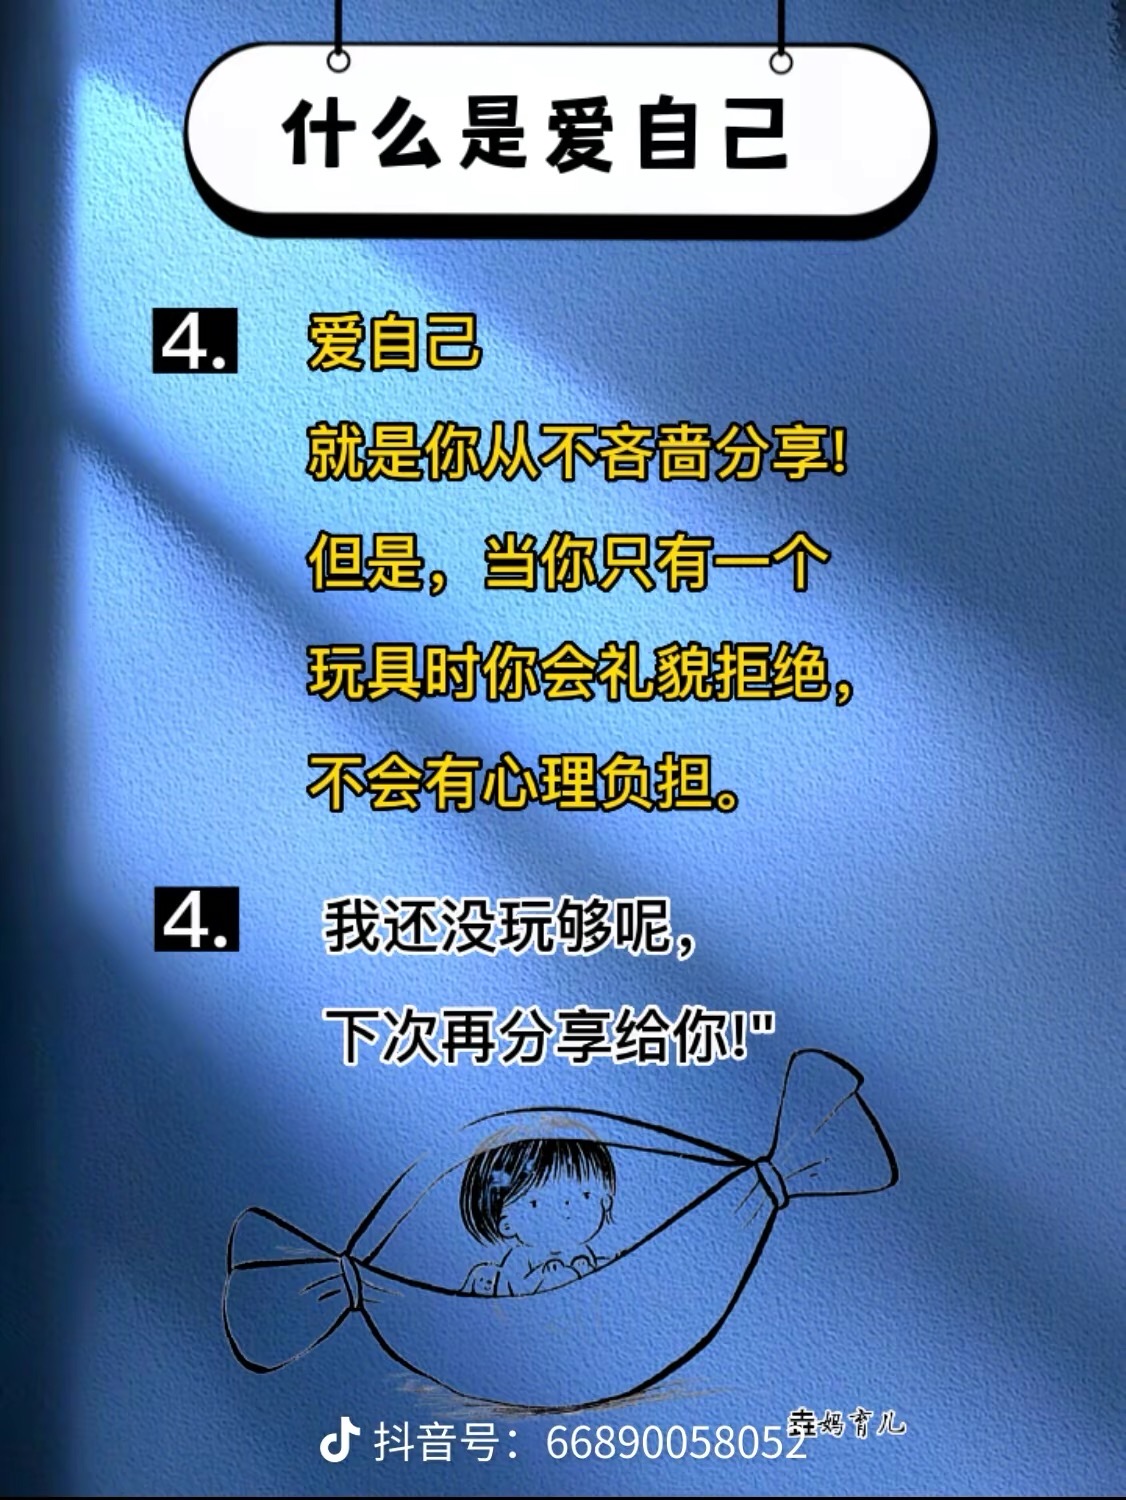 什么是爱自己
4. 爱自己
就是你从不吝啬分享!
但是，当你只有一个
玩具时你会礼貌拒绝，
不会有心理负担。
4. 我还没玩够呢，
下次再分享给你!"
抖音号：66890058052
壵妈育儿